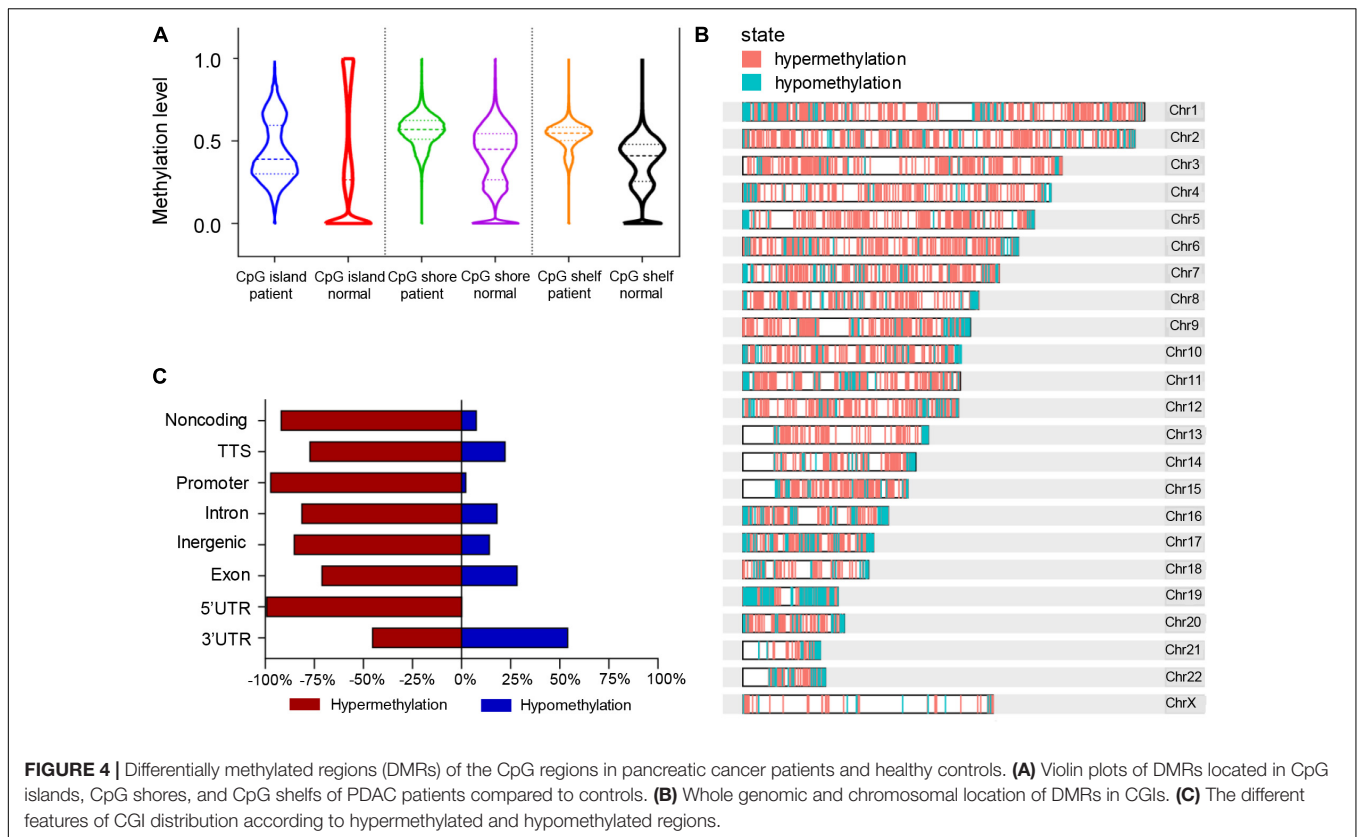 A
Methylation level
1.0
0.5
0.0
CpG island
patient
CpG island
normal
CpG shore
patient
CpG shore
normal
CpG shelf
patient
CpG shelf
normal
B
state
hypermethylation
hypomethylation
Chr1
Chr2
Chr3
Chr4
Chr5
Chr6
Chr7
Chr8
Chr9
Chr10
Chr11
Chr12
Chr13
Chr14
Chr15
Chr16
Chr17
Chr18
Chr19
Chr20
Chr21
Chr22
ChrX
C
Noncoding
TTS
Promoter
Intron
Inergenic
Exon
5'UTR
3'UTR
-100% -75% -50% -25% 0% 25% 50% 75% 100%
Hypermethylation Hypomethylation
FIGURE 4 | Differentially methylated regions (DMRs) of the CpG regions in pancreatic cancer patients and healthy controls. (A) Violin plots of DMRs located in CpG
islands, CpG shores, and CpG shelfs of PDAC patients compared to controls. (B) Whole genomic and chromosomal location of DMRs in CGIs. (C) The different
features of CGI distribution according to hypermethylated and hypomethylated regions.